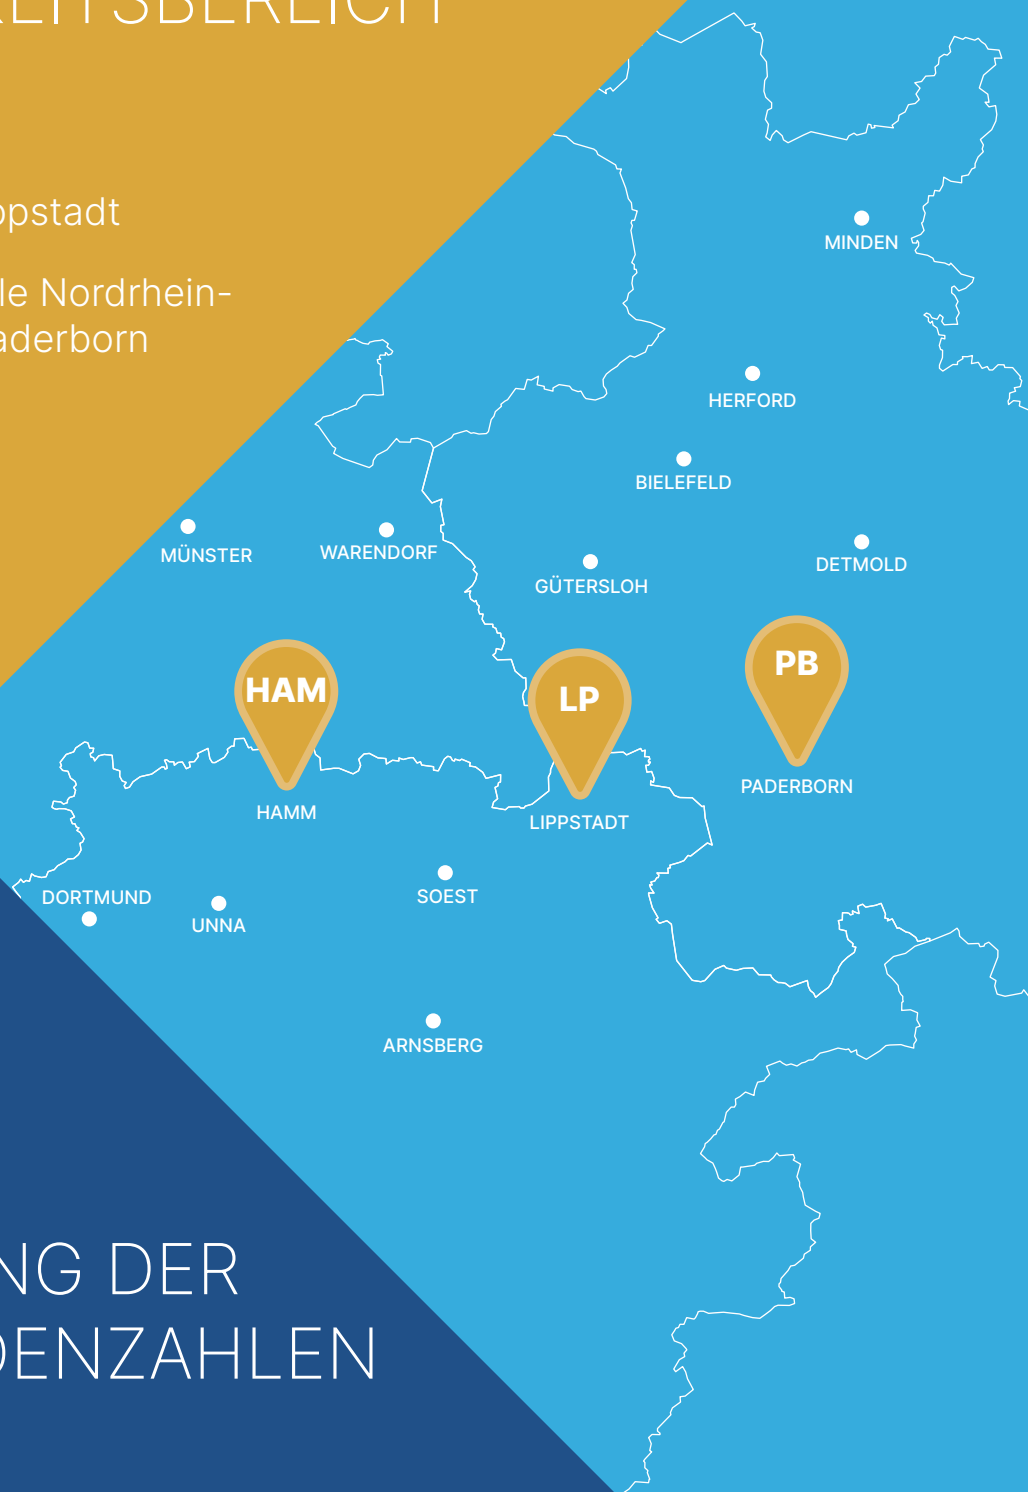 EITSBEREICH
ppstadt
le Nordrhein-
aderborn
MINDEN
HERFORD
BIELEFELD
MÜNSTER
WARENDORF
GÜTERSLOH
DETMOLD
HAM
LP
PB
HAMM
LIPPSTADT
PADERBORN
DORTMUND
UNNA
SOEST
ARNSBERG
NG DER
DENZAHLEN